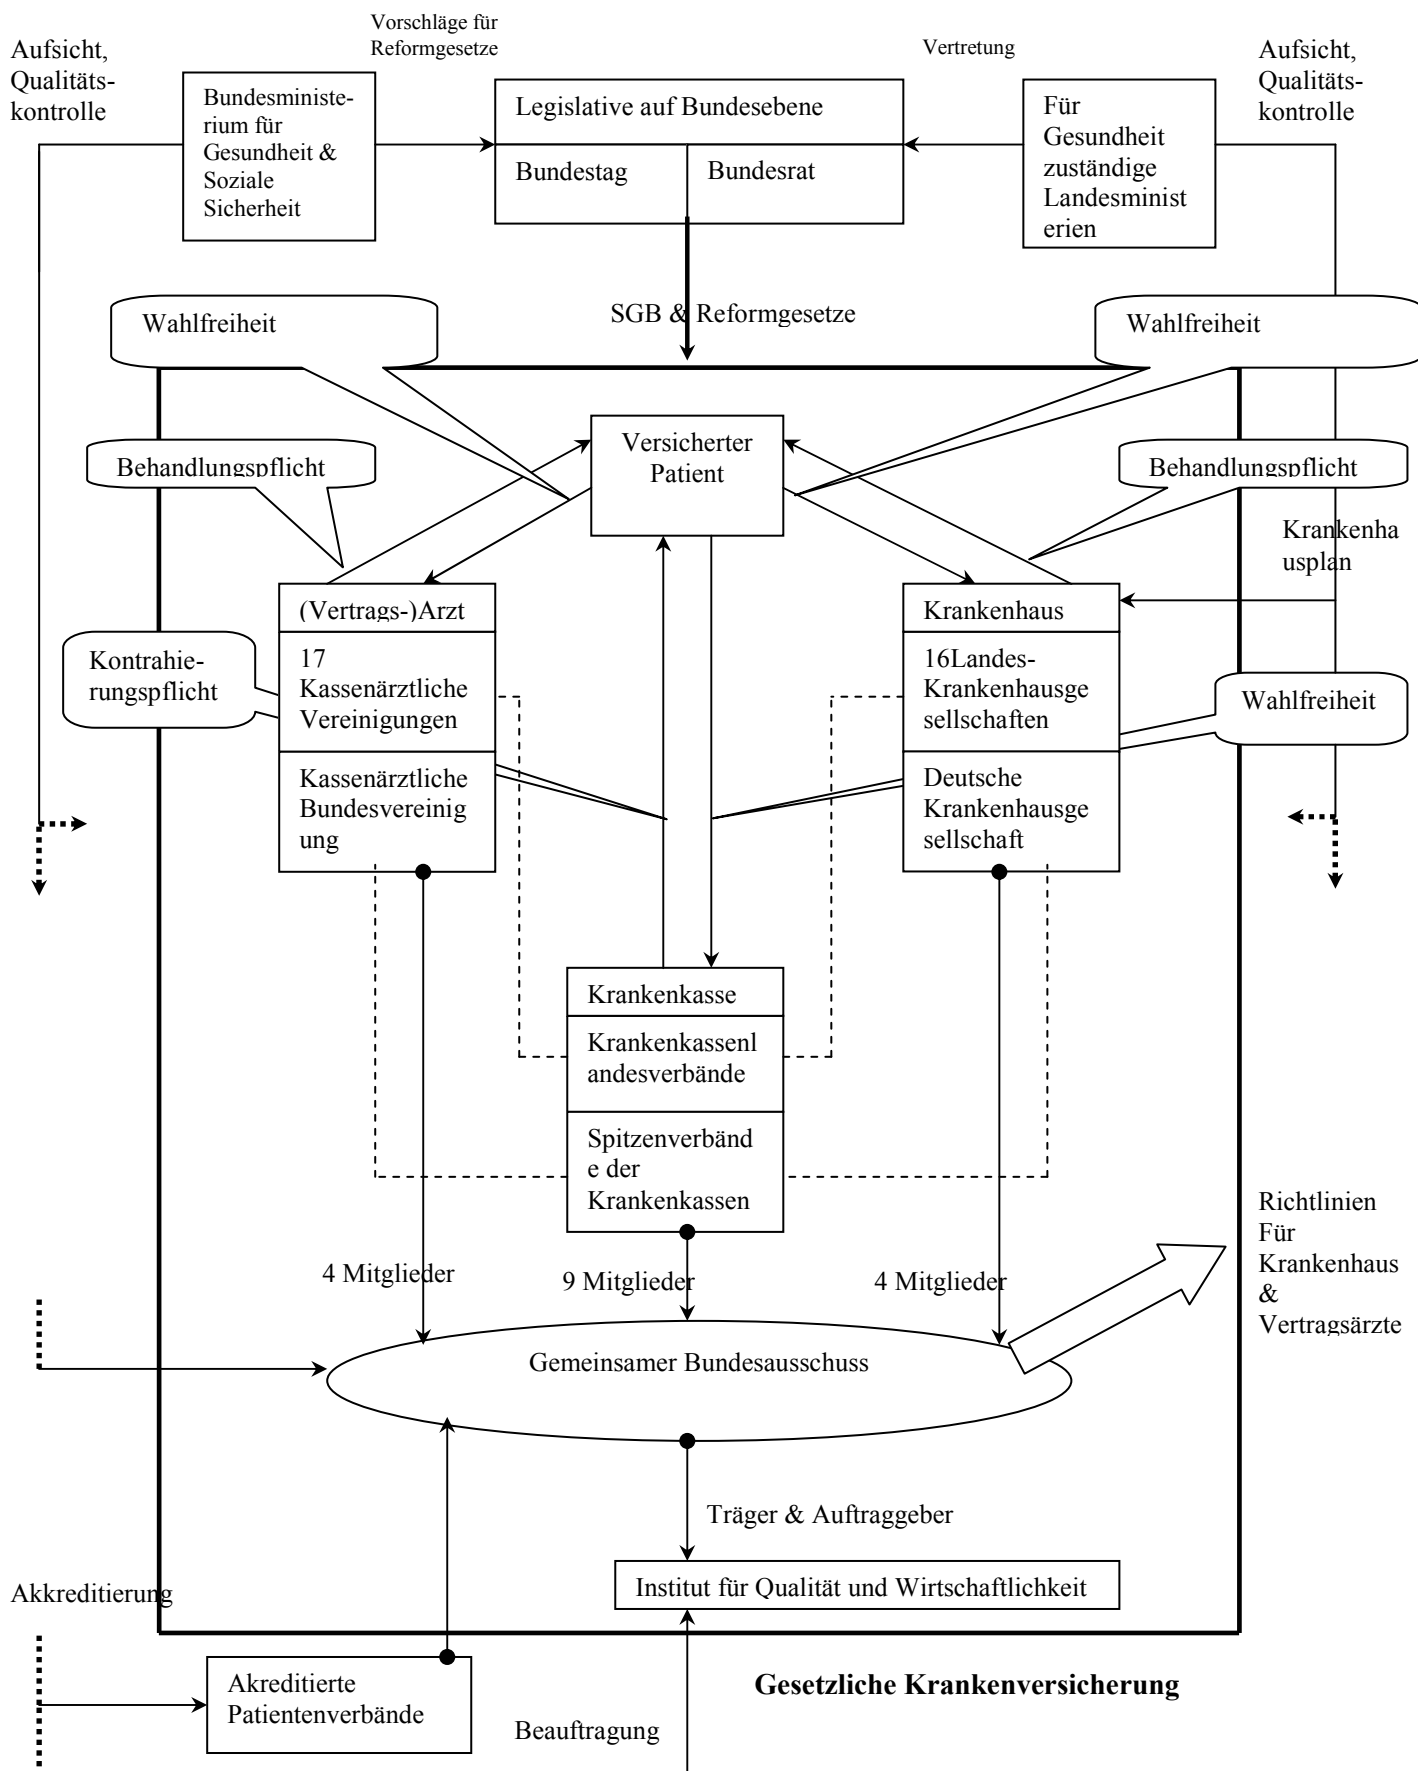 Vorschläge für
Reformgesetze
Vertretung
Aufsicht,
Qualitäts-
kontrolle
Aufsicht,
Qualitäts-
kontrolle
Bundesministe-
rium für
Gesundheit &
Soziale
Sicherheit
Legislative auf Bundesebene
Bundestag
Bundesrat
Für
Gesundheit
zuständige
Landesminist
erien
SGB & Reformgesetze
Wahlfreiheit
Wahlfreiheit
Versicherter
Patient
Behandlungspflicht
Behandlungspflicht
Krankenha
usplan
(Vertrags-)Arzt
17
Kassenärztliche
Vereinigungen
Kassenärztliche
Bundesvereinig
ung
Krankenhaus
16Landes-
Krankenhausge
sellschaften
Deutsche
Krankenhausge
sellschaft
Kontrahie-
rungspflicht
Wahlfreiheit
Krankenkasse
Krankenkassenl
andesverbände
Spitzenverbänd
e der
Krankenkassen
4 Mitglieder
9 Mitglieder
4 Mitglieder
Richtlinien
Für
Krankenhaus
&
Vertragsärzte
Gemeinsamer Bundesausschuss
Träger & Auftraggeber
Institut für Qualität und Wirtschaftlichkeit
Akkreditierung
Akreditierte
Patientenverbände
Gesetzliche Krankenversicherung
Beauftragung